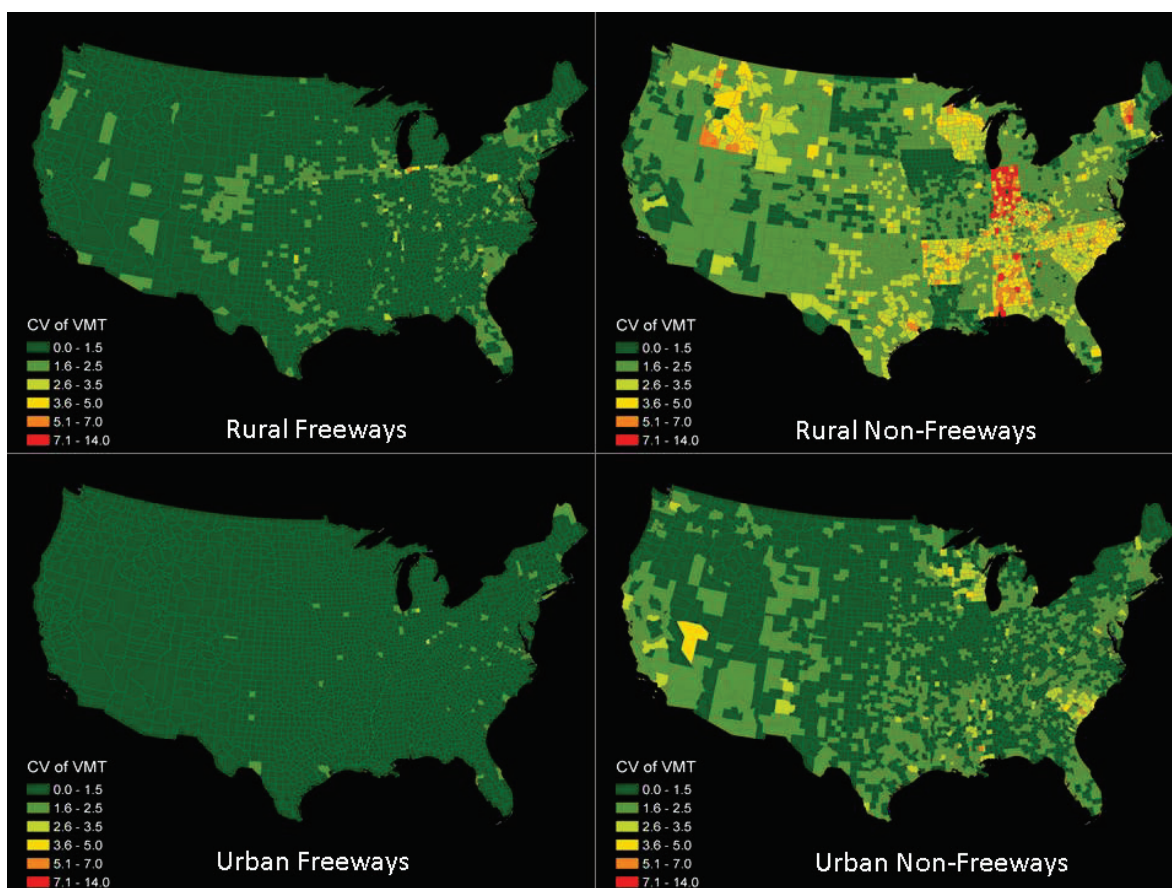 CV of VMT
0.0 - 1.5
1.6 - 2.5
2.6 - 3.5
3.6 - 5.0
5.1 - 7.0
7.1 - 14.0
Rural Freeways
CV of VMT
0.0 - 1.5
1.6 - 2.5
2.6 - 3.5
3.6 - 5.0
5.1 - 7.0
7.1 - 14.0
Rural Non-Freeways
CV of VMT
0.0 - 1.5
1.6 - 2.5
2.6 - 3.5
3.6 - 5.0
5.1 - 7.0
7.1 - 14.0
Urban Freeways
CV of VMT
0.0 - 1.5
1.6 - 2.5
2.6 - 3.5
3.6 - 5.0
5.1 - 7.0
7.1 - 14.0
Urban Non-Freeways